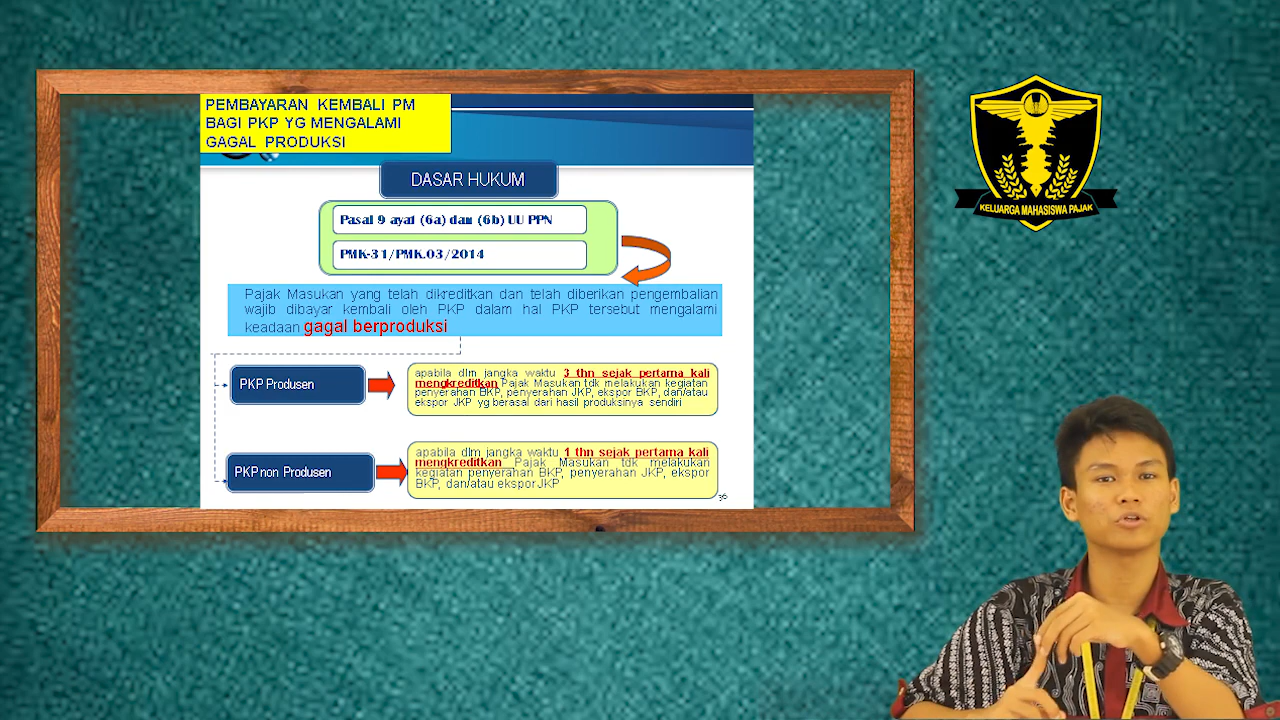 PEMBAYARAN KEMBALI PM
BAGI PKP YG MENGALAMI
GAGAL PRODUKSI
DASAR HUKUM
Pasal 9 ayat (6a) dan (6b) UU PPN
PMK-31/PMK.03/2014
Pajak Masukan yang telah dikreditkan dan telah diberikan pengembalian
wajib dibayar kembali oleh PKP dalam hal PKP tersebut mengalami
keadaan gagal berproduksi
PKP Produsen
apabila dlm jangka waktu 3 thn sejak pertama kali
mengkreditkan Pajak Masukan tdk melakukan kegiatan
penyerahan BKP, penyerahan JKP, ekspor BKP, dan/atau
ekspor JKP yg berasal dari hasil produksinya sendiri
PKP non Produsen
apabila dlm jangka waktu 1 thn sejak pertama kali
mengkreditkan Pajak Masukan tdk melakukan
kegiatan penyerahan BKP, penyerahan JKP, ekspor
BKP, dan/atau ekspor JKP
36
KELUARGA MAHASISWA PAJAK